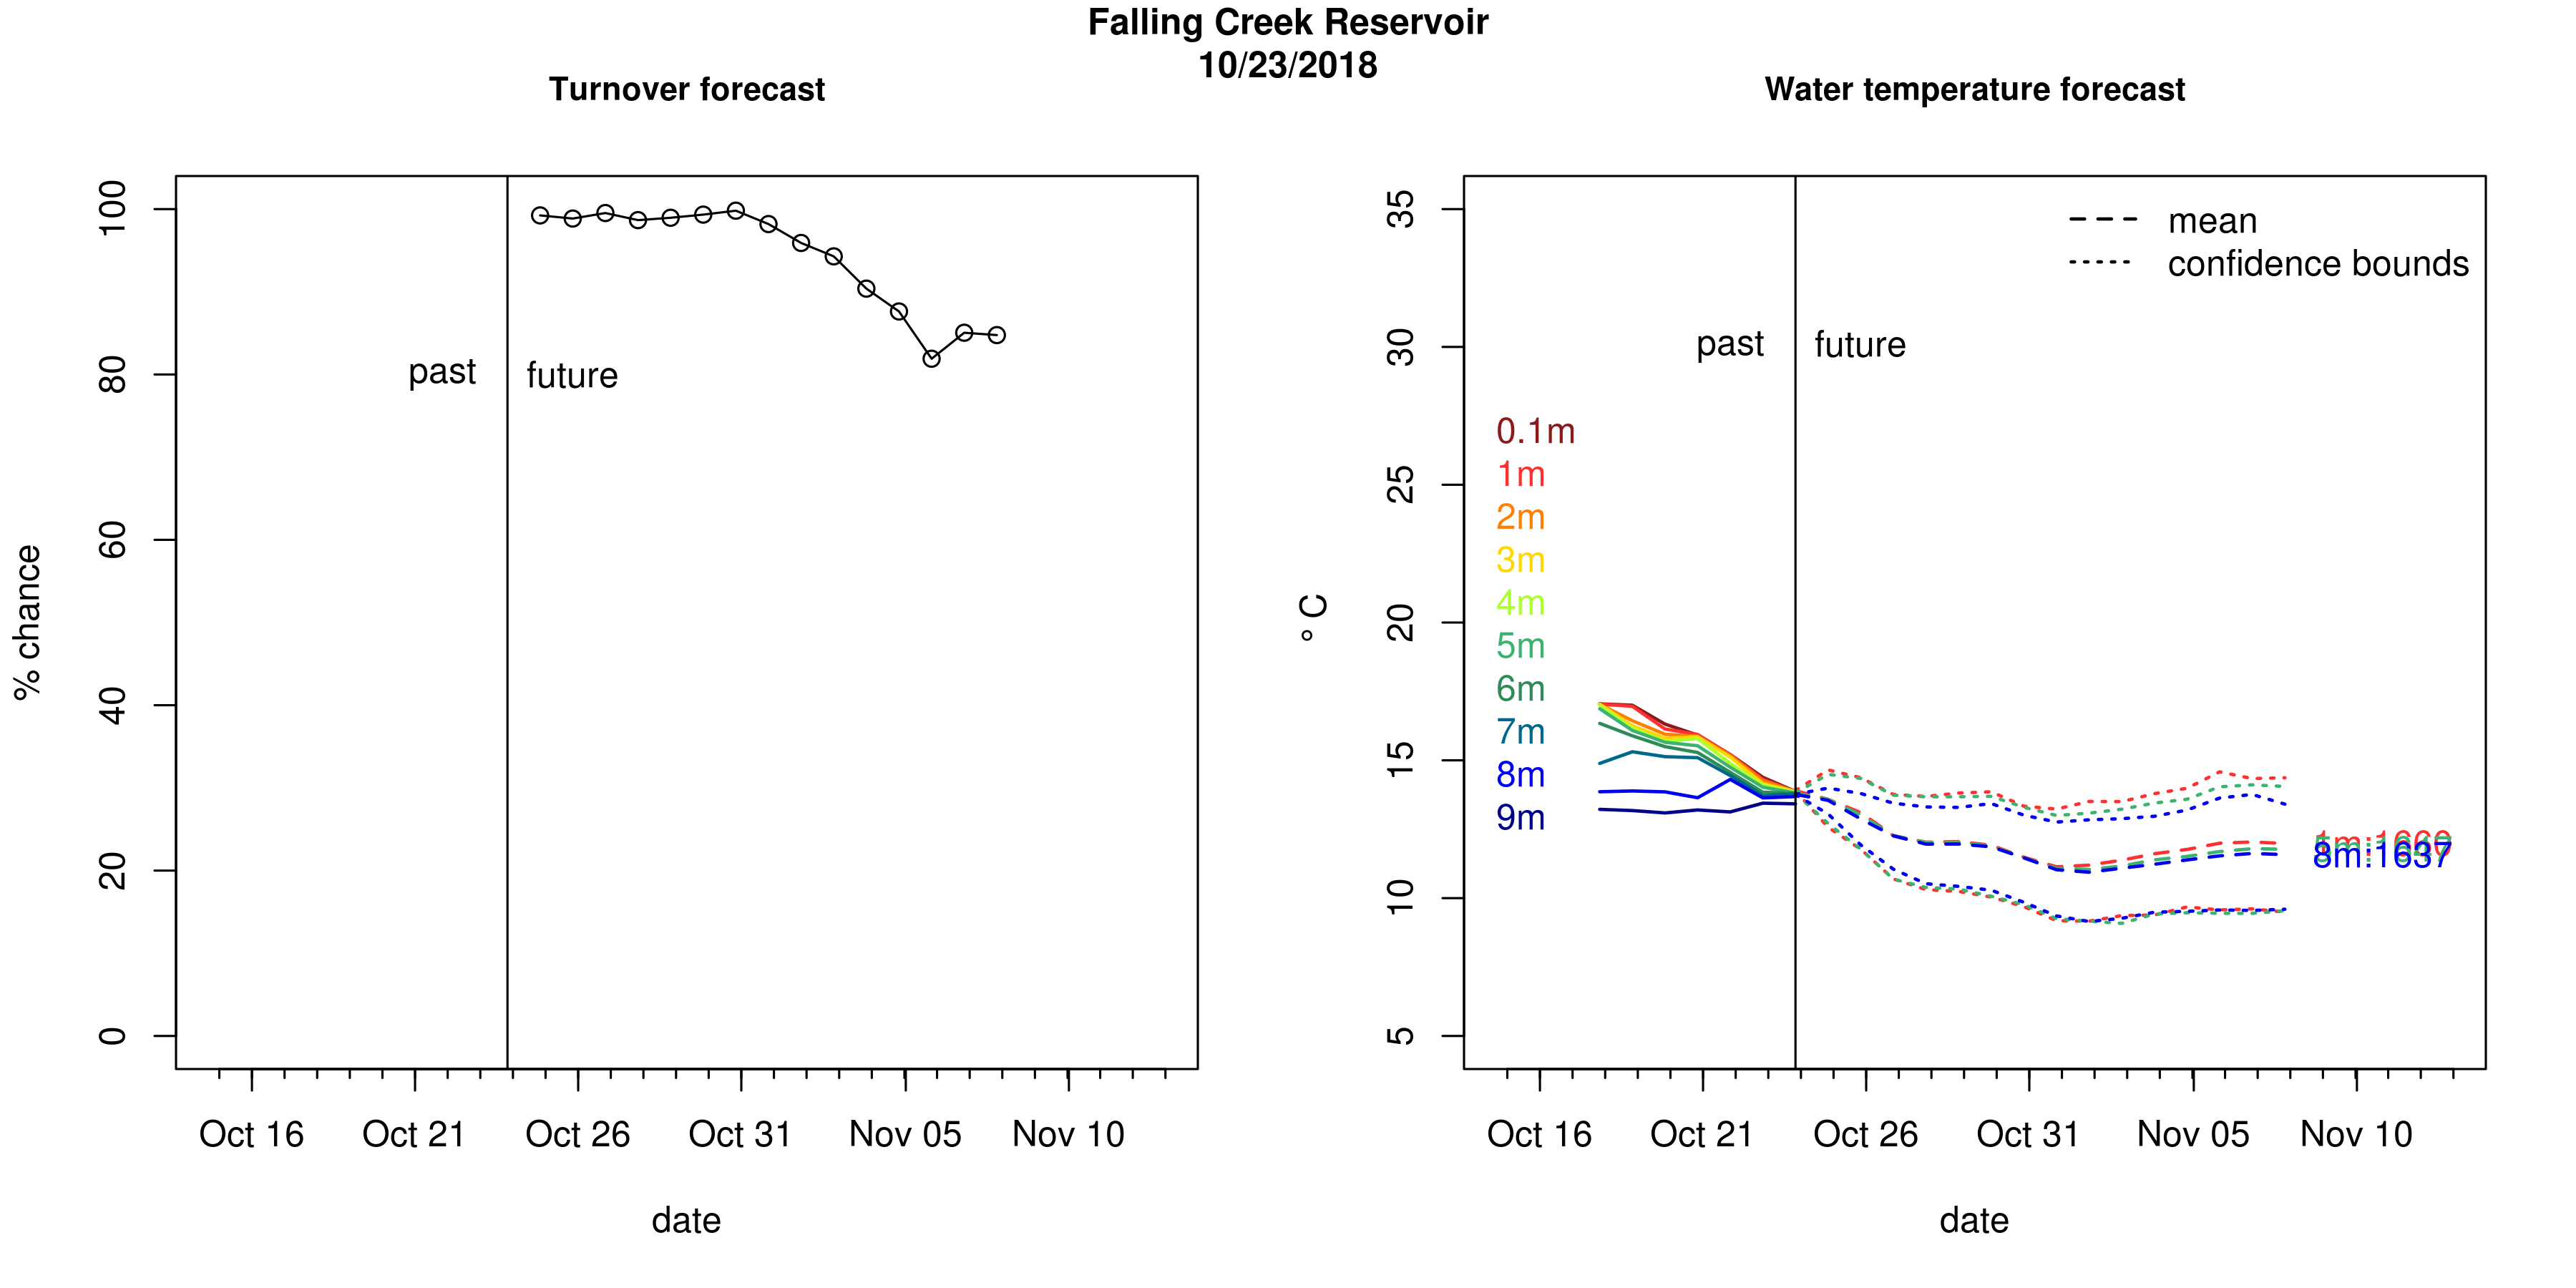 Falling Creek Reservoir
10/23/2018
Turnover forecast
% chance
100
80
60
40
20
0
past
future
Oct 16
Oct 21
Oct 26
Oct 31
Nov 05
Nov 10
date
Water temperature forecast
° C
35
30
25
20
15
10
5
mean
confidence bounds
past
future
0.1m
1m
2m
3m
4m
5m
6m
7m
8m
9m
Oct 16
Oct 21
Oct 26
Oct 31
Nov 05
Nov 10
date